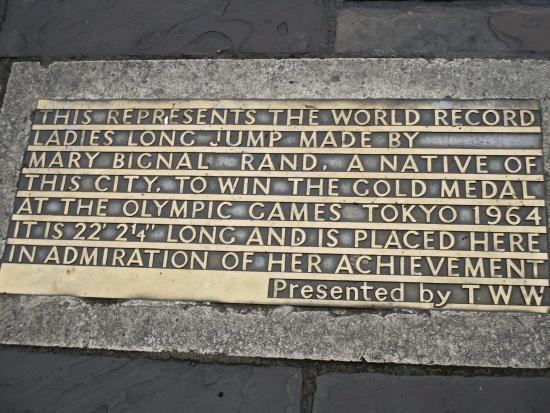 THIS REPRESENTS THE WORLD RECORD
LADIES LONG JUMP MADE BY
MARY BIGNAL RAND, A NATIVE OF
THIS CITY, TO WIN THE GOLD MEDAL
AT THE OLYMPIC GAMES TOKYO 1964
IT IS 22' 2¼" LONG AND IS PLACED HERE
IN ADMIRATION OF HER ACHIEVEMENT
Presented by T.W.W.